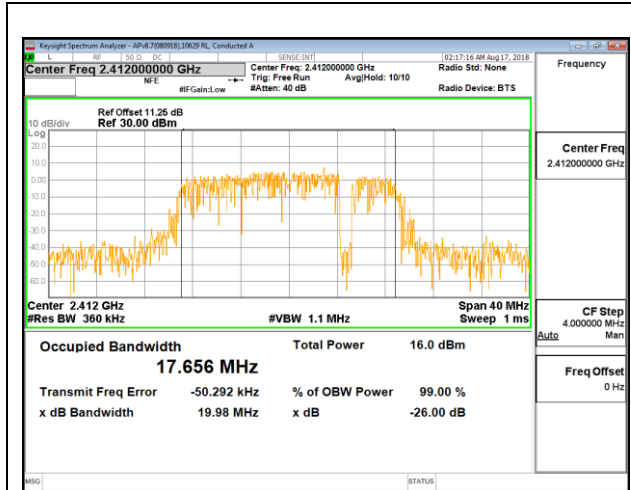 Keysight Spectrum Analyzer - APv8.7(080918),10629 RL, Conducted A
L RF 50 Ω DC SENSE:INT 02:17:16 AM Aug 17, 2018
Center Freq 2.412000000 GHz Center Freq: 2.412000000 GHz Radio Std: None Frequency
NFE Trig: Free Run Avg|Hold: 10/10
#IFGain:Low #Atten: 40 dB Radio Device: BTS
Ref Offset 11.25 dB
10 dB/div Ref 30.00 dBm
Log
20.0
10.0
0.00
-10.0
-20.0
-30.0
-40.0
-50.0
-60.0
Center Freq
2.412000000 GHz
Center 2.412 GHz Span 40 MHz
#Res BW 360 kHz #VBW 1.1 MHz Sweep 1 ms
CF Step
4.000000 MHz
Auto Man
Occupied Bandwidth Total Power 16.0 dBm
17.656 MHz
Freq Offset
0 Hz
Transmit Freq Error -50.292 kHz % of OBW Power 99.00 %
x dB Bandwidth 19.98 MHz x dB -26.00 dB
MSG STATUS